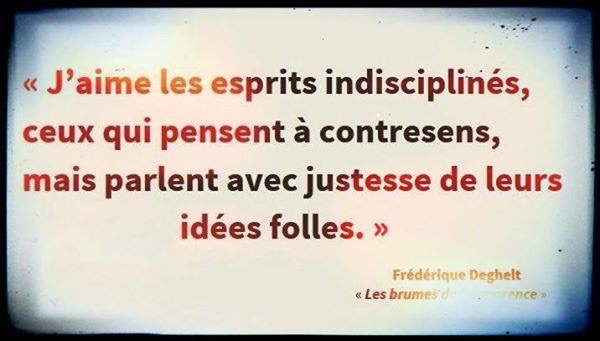 « J’aime les esprits indisciplinés,
ceux qui pensent à contresens,
mais parlent avec justesse de leurs
idées folles. »
Frédérique Deghelt
« Les brumes de »